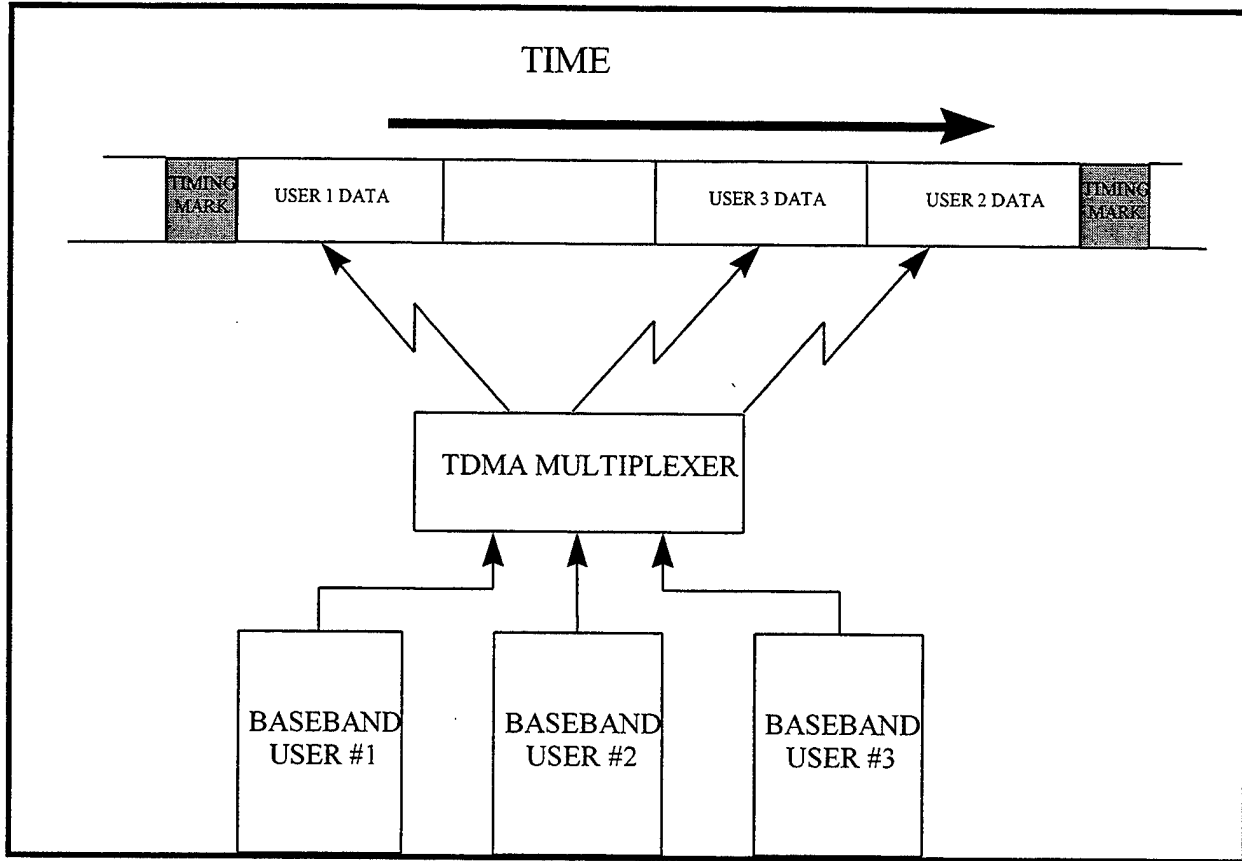 TIME
TIMING
MARK
USER 1 DATA
USER 3 DATA
USER 2 DATA
TIMING
MARK
TDMA MULTIPLEXER
BASEBAND
USER #1
BASEBAND
USER #2
BASEBAND
USER #3